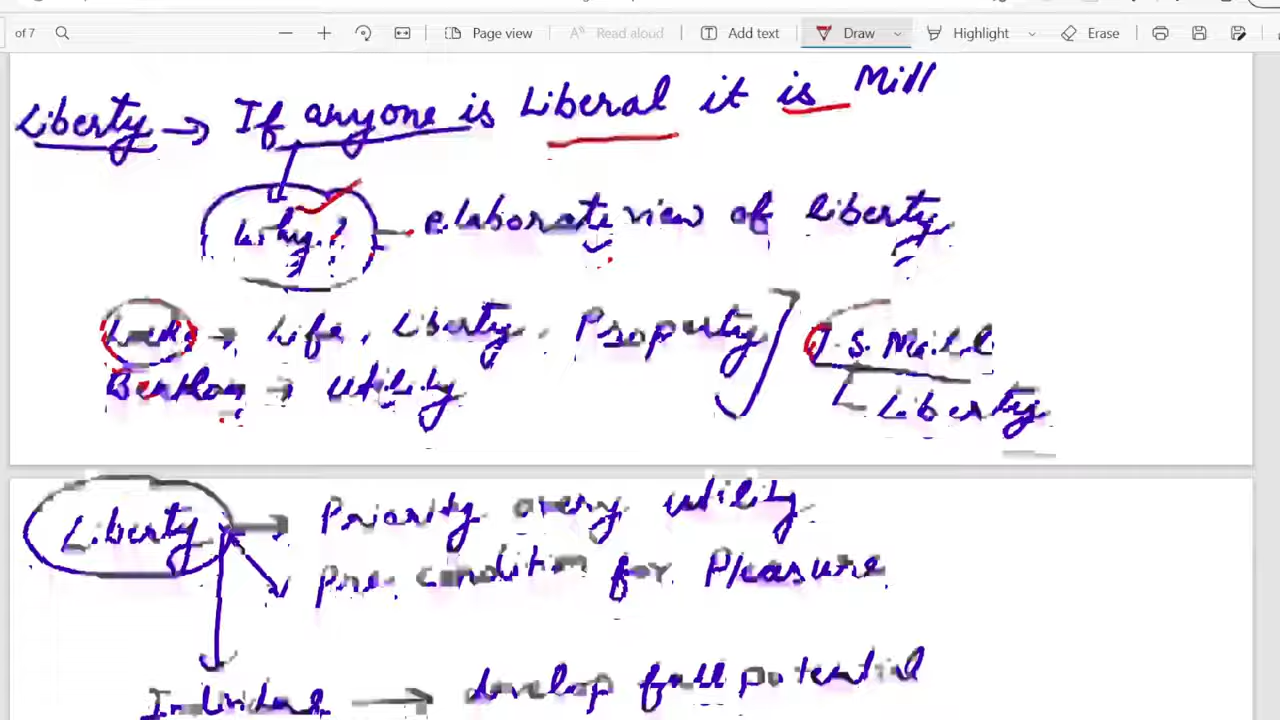 of 7 Page view Read aloud Add text Draw Highlight Erase
Liberty → If anyone is Liberal it is Mill
Why? — elaborate view of liberty
Locke → Life, Liberty, Property
J. S. Mill
→ utility
Liberty
Liberty → Priority overy utility
Pre condition for Pleasure
→ develop full potential